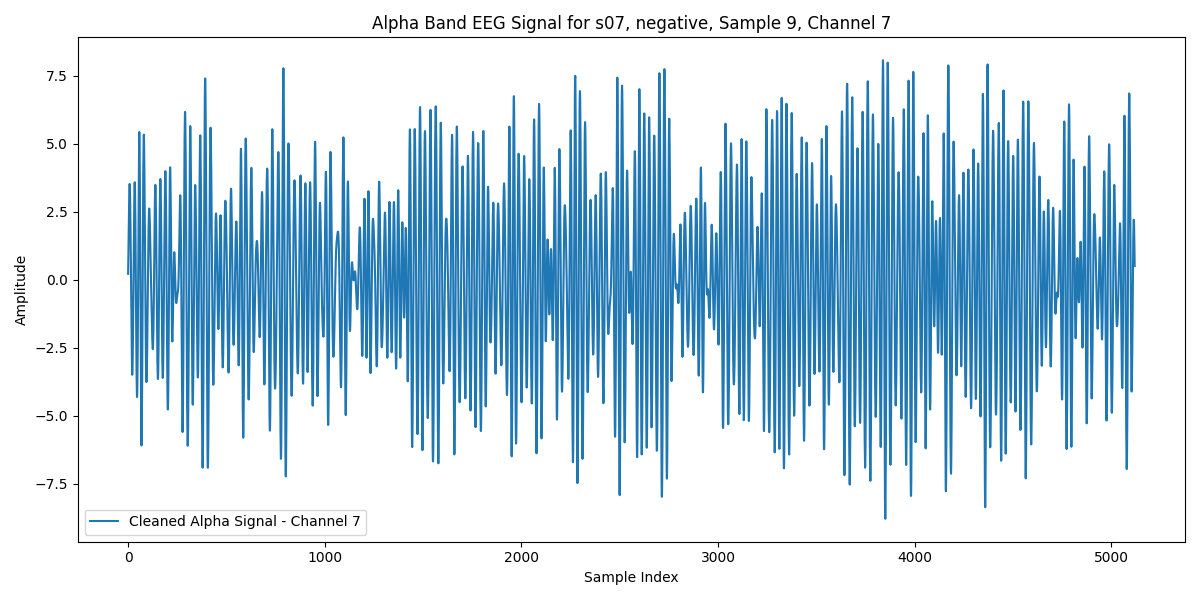 Alpha Band EEG Signal for s07, negative, Sample 9, Channel 7
Amplitude
7.5
5.0
2.5
0.0
−2.5
−5.0
−7.5
Cleaned Alpha Signal - Channel 7
0 1000 2000 3000 4000 5000
Sample Index